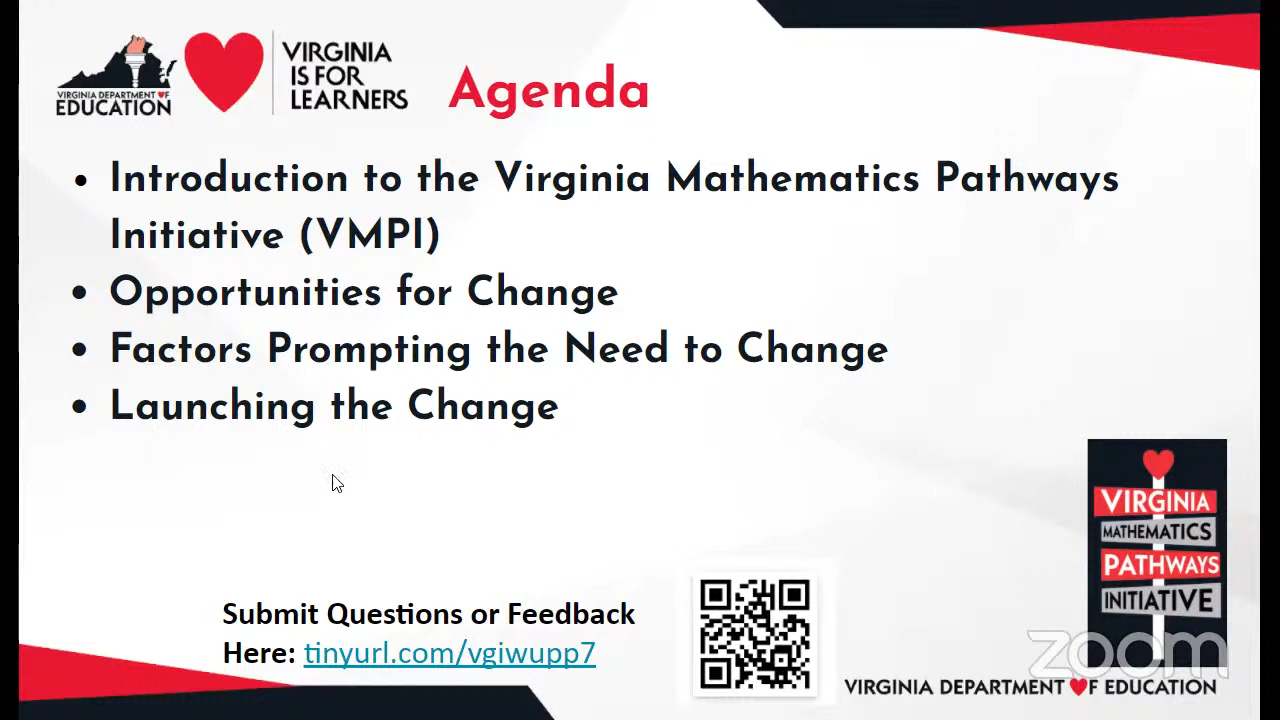 VIRGINIA DEPARTMENT OF
EDUCATION
VIRGINIA
IS FOR
LEARNERS
Agenda
• Introduction to the Virginia Mathematics Pathways
Initiative (VMPI)
• Opportunities for Change
• Factors Prompting the Need to Change
• Launching the Change
VIRGINIA
MATHEMATICS
PATHWAYS
INITIATIVE
Submit Questions or Feedback
Here: tinyurl.com/vgiwupp7
zoom
VIRGINIA DEPARTMENT OF EDUCATION